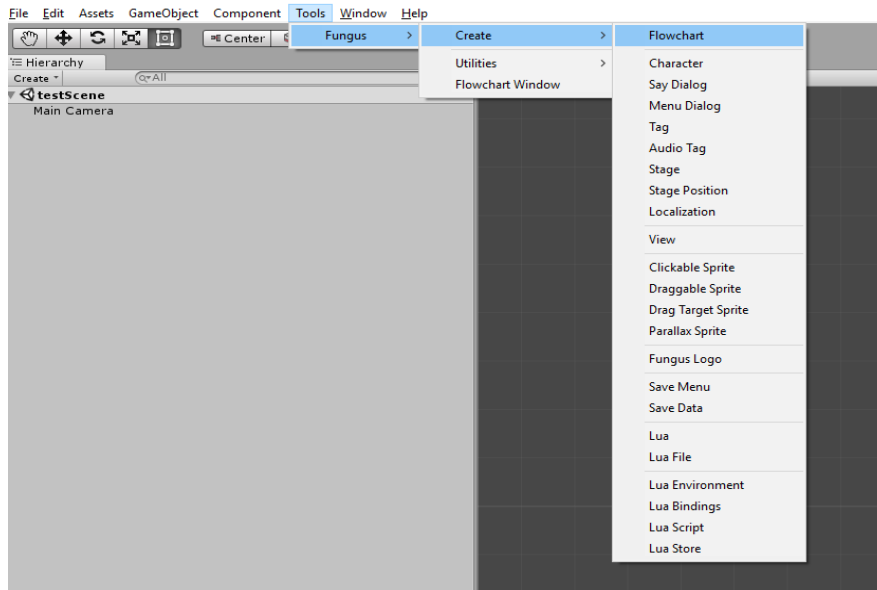 File Edit Assets GameObject Component Tools Window Help
Center
Fungus
Create
Flowchart
Hierarchy
Utilities
Character
Create
All
Flowchart Window
Say Dialog
testScene
Menu Dialog
Main Camera
Tag
Audio Tag
Stage
Stage Position
Localization
View
Clickable Sprite
Draggable Sprite
Drag Target Sprite
Parallax Sprite
Fungus Logo
Save Menu
Save Data
Lua
Lua File
Lua Environment
Lua Bindings
Lua Script
Lua Store